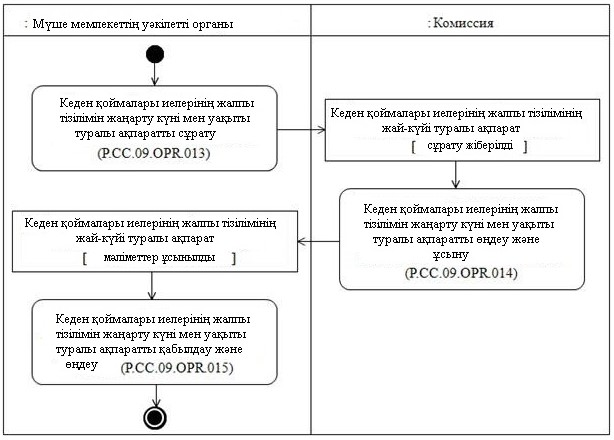 : Мүше мемлекеттің уәкілетті органы
: Комиссия
Кеден қоймалары иелерінің жалпы
тізілімін жаңарту күні мен уақыты
туралы ақпаратты сұрату
(P.CC.09.OPR.013)
Кеден қоймалары иелерінің жалпы тізілімінің
жай-күйі туралы ақпарат
[ сұрату жіберілді ]
Кеден қоймалары иелерінің жалпы
тізілімін жаңарту күні мен уақыты
туралы ақпаратты өңдеу және
ұсыну
(P.CC.09.OPR.014)
Кеден қоймалары иелерінің жалпы тізілімінің
жай-күйі туралы ақпарат
[ мәліметтер ұсынылды ]
Кеден қоймалары иелерінің жалпы
тізілімін жаңарту күні мен уақыты
туралы ақпаратты қабылдау және
өңдеу (P.CC.09.OPR.015)